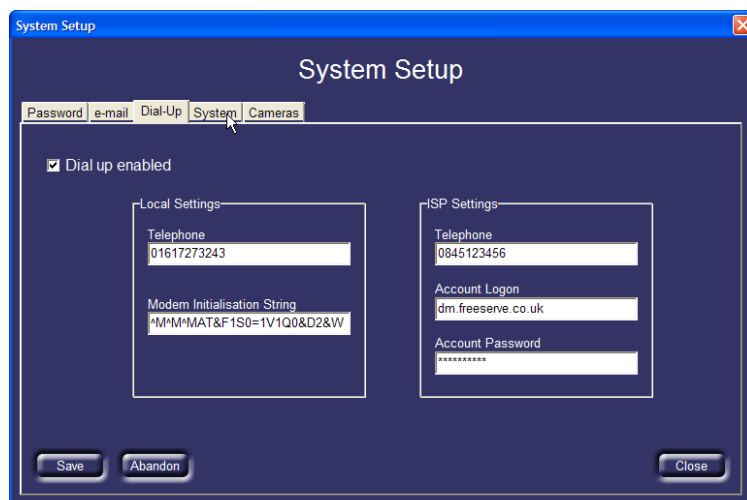 System Setup
System Setup
Password e-mail Dial-Up System Cameras
Dial up enabled
Local Settings
Telephone
01617273243
Modem Initialisation String
^M^M^MAT&F1S0=1V1Q0&D2&W
ISP Settings
Telephone
0845123456
Account Logon
dm.freeserve.co.uk
Account Password
**********
Save Abandon Close